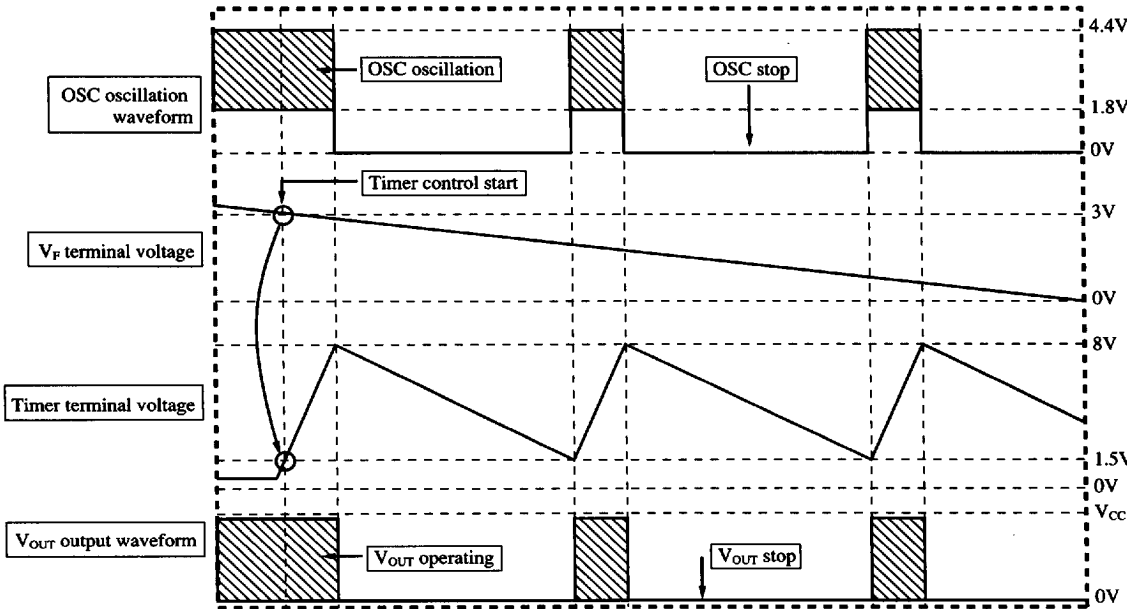 4.4V
OSC oscillation
OSC stop
OSC oscillation
waveform
1.8V
0V
Timer control start
3V
VF terminal voltage
0V
8V
Timer terminal voltage
1.5V
0V
VCC
VOUT output waveform
VOUT operating
VOUT stop
0V